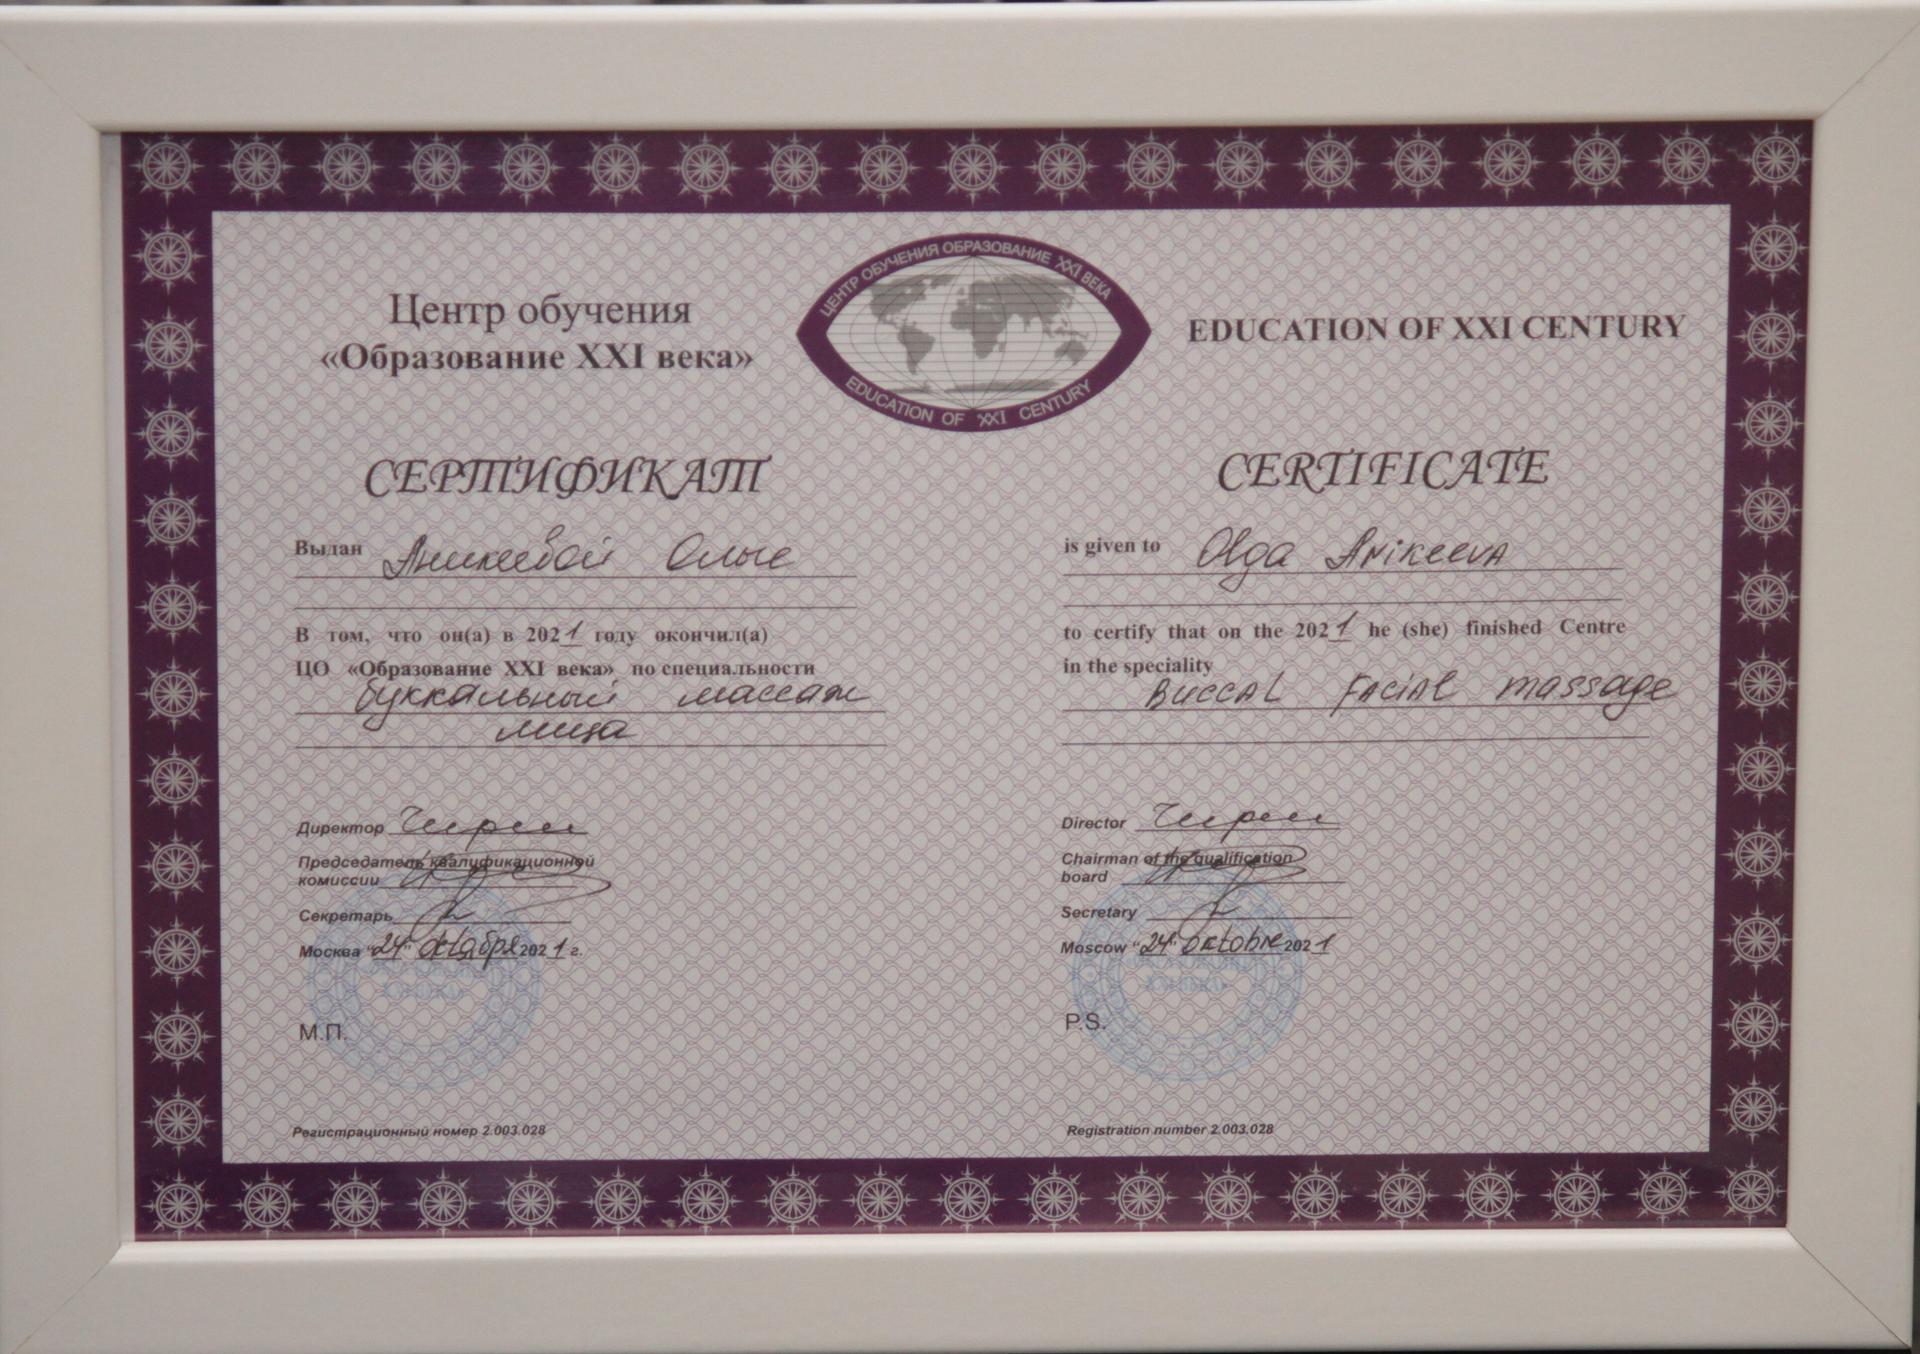 ЦЕНТР ОБУЧЕНИЯ ОБРАЗОВАНИЕ XXI ВЕКА
EDUCATION OF XXI CENTURY
Центр обучения
«Образование XXI века»
СЕРТИФИКАТ
Выдан Аникеевой Ольге
В том, что он(а) в 2021 году окончил(а)
ЦО «Образование XXI века» по специальности
буккальный массаж
лица
Директор
Председатель квалификационной
комиссии
Секретарь
Москва "24" октября 2021 г.
М.П.
Регистрационный номер 2.003.028
EDUCATION OF XXI CENTURY
CERTIFICATE
is given to Olga Anikeeva
to certify that on the 2021 he (she) finished Centre
in the speciality
Buccal facial massage
Director
Chairman of the qualification
board
Secretary
Moscow "24" oktobre 2021
P.S.
Registration number 2.003.028